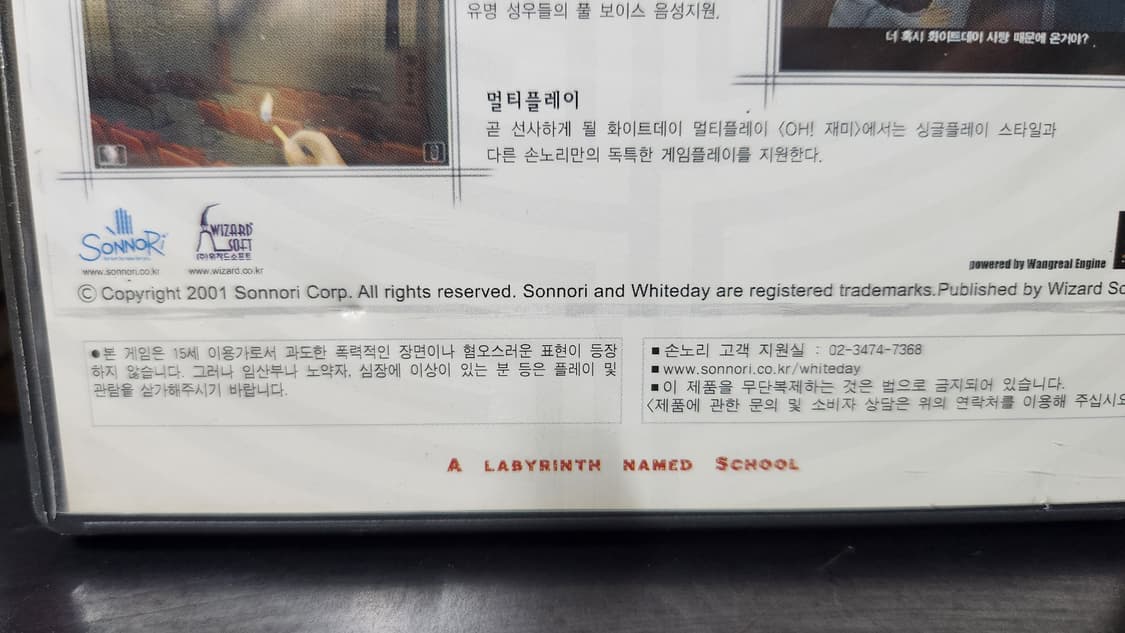 유명 성우들의 풀 보이스 음성지원.
너 혹시 화이트데이 사탕 때문에 온거야?
멀티플레이
곧 선사하게 될 화이트데이 멀티플레이 <OH! 재미>에서는 싱글플레이 스타일과
다른 손노리만의 독특한 게임플레이를 지원한다.
SONNORI
www.sonnori.co.kr
WIZARD
SOFT
(주)위자드소프트
www.wizard.co.kr
powered by Wangreal Engine
© Copyright 2001 Sonnori Corp. All rights reserved. Sonnori and Whiteday are registered trademarks.Published by Wizard So
●본 게임은 15세 이용가로서 과도한 폭력적인 장면이나 혐오스러운 표현이 등장
하지 않습니다. 그러나 임산부나 노약자, 심장에 이상이 있는 분 등은 플레이 및
관람을 삼가해주시기 바랍니다.
■ 손노리 고객 지원실 : 02-3474-7368
■ www.sonnori.co.kr/whiteday
■ 이 제품을 무단복제하는 것은 법으로 금지되어 있습니다.
<제품에 관한 문의 및 소비자 상담은 위의 연락처를 이용해 주십시요
A LABYRINTH NAMED SCHOOL